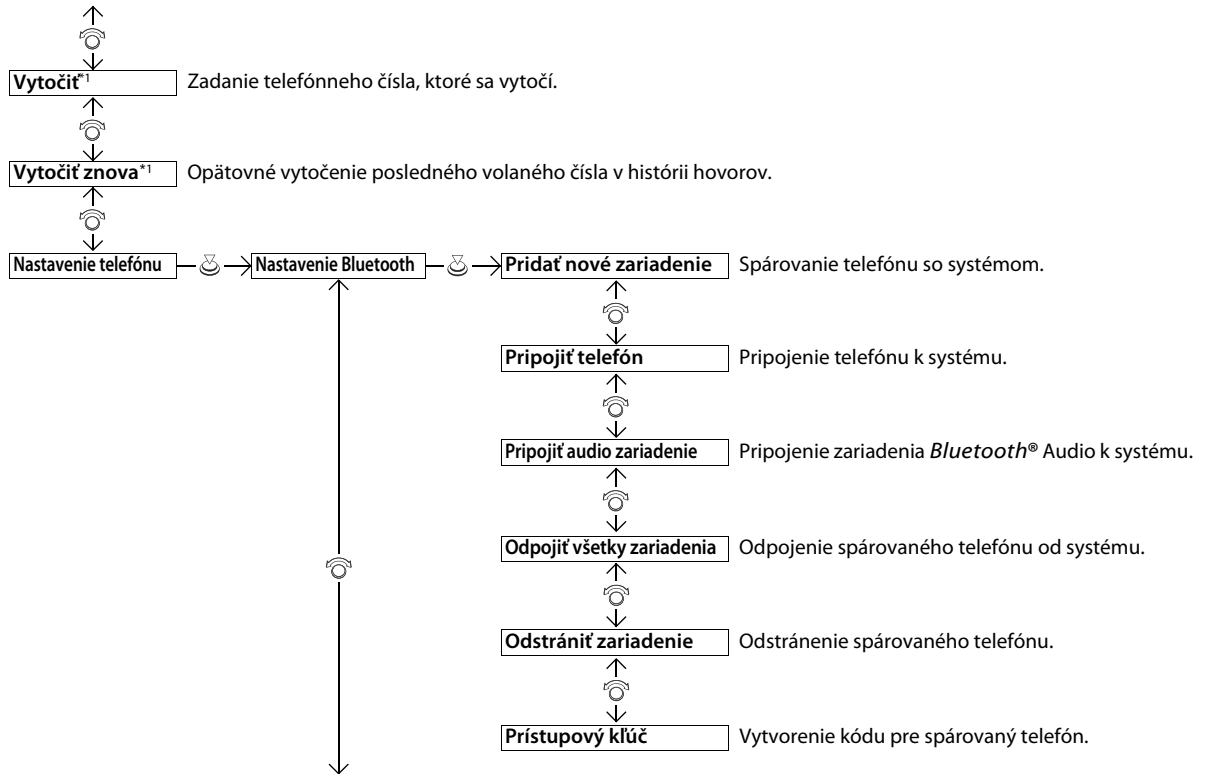 Vytočiť*1 Zadanie telefónneho čísla, ktoré sa vytočí.
Vytočiť znova*1 Opätovné vytočenie posledného volaného čísla v histórii hovorov.
Nastavenie telefónu Nastavenie Bluetooth Pridať nové zariadenie Spárovanie telefónu so systémom.
Pripojiť telefón Pripojenie telefónu k systému.
Pripojiť audio zariadenie Pripojenie zariadenia Bluetooth® Audio k systému.
Odpojiť všetky zariadenia Odpojenie spárovaného telefónu od systému.
Odstrániť zariadenie Odstránenie spárovaného telefónu.
Prístupový kľúč Vytvorenie kódu pre spárovaný telefón.